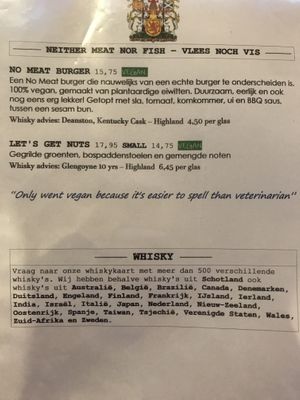 NEITHER MEAT NOR FISH - VLEES NOCH VIS
NO MEAT BURGER 15,75 VEGAN
Een No Meat burger die nauwelijks van een echte burger te onderscheiden is.
100% vegan, gemaakt van plantaardige eiwitten. Duurzaam, eerlijk en ook
nog eens erg lekker! Getopt met sla, tomaat, komkommer, ui en BBQ saus,
tussen een sesam bun.
Whisky advies: Deanston, Kentucky Cask – Highland 4,50 per glas
LET'S GET NUTS 17,95 SMALL 14,75 VEGAN
Gegrilde groenten, bospaddenstoelen en gemengde noten
Whisky advies: Glengoyne 10 yrs – Highland 6,45 per glas
"Only went vegan because it's easier to spell than veterinarian"
WHISKY
Vraag naar onze whiskykaart met meer dan 500 verschillende
whisky's. Wij hebben behalve whisky's uit Schotland ook
whisky's uit Australië, België, Brazilië, Canada, Denemarken,
Duitsland, Engeland, Finland, Frankrijk, IJsland, Ierland,
India, Israël, Italië, Japan, Nederland, Nieuw-Zeeland,
Oostenrijk, Spanje, Taiwan, Tsjechië, Verenigde Staten, Wales,
Zuid-Afrika en Zweden.